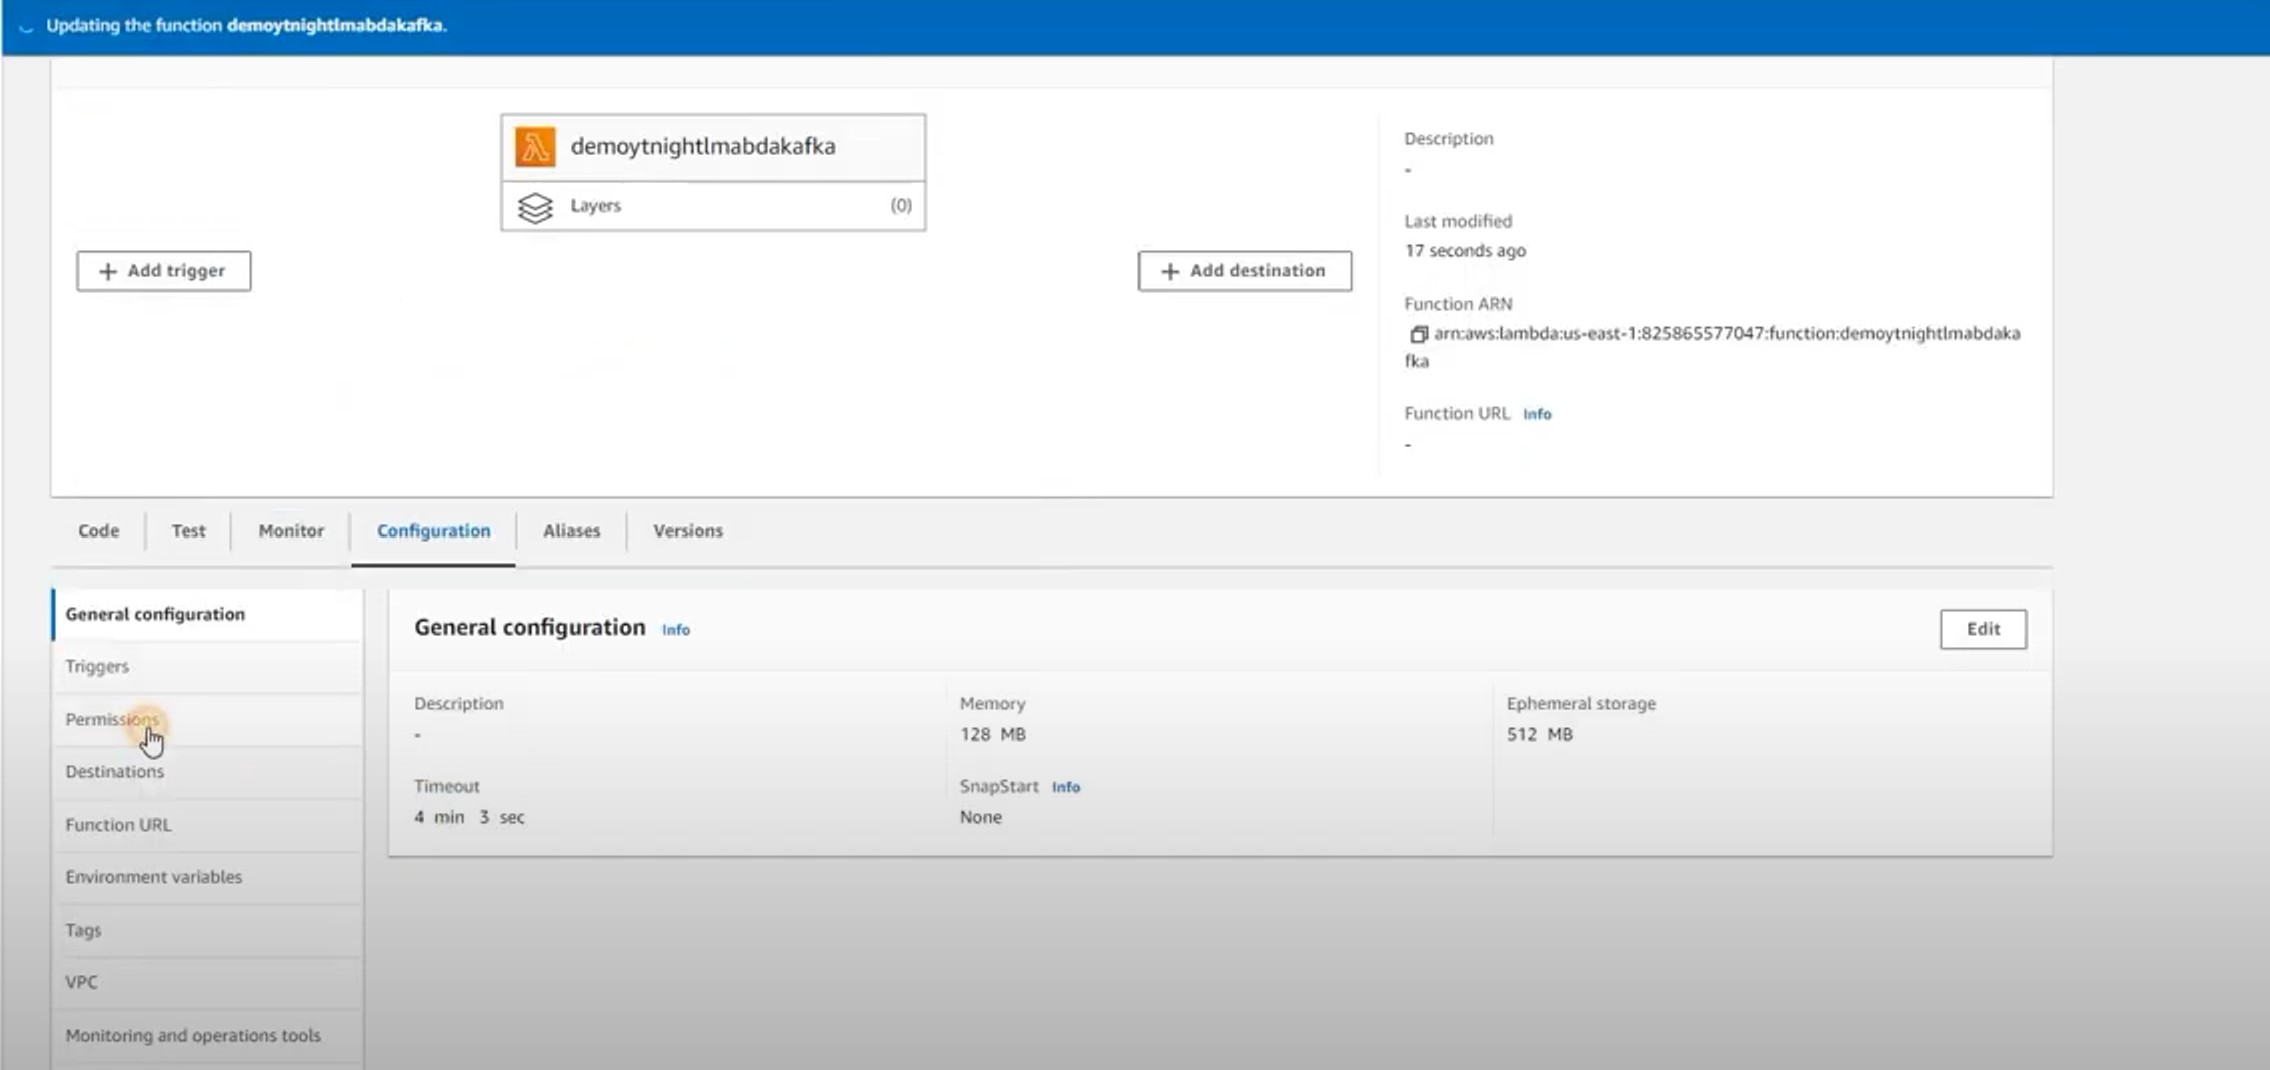 Updating the function demoytnightlmabdakafka.
demoytnightlmabdakafka
Layers (0)
+ Add trigger
+ Add destination
Description
-
Last modified
17 seconds ago
Function ARN
arn:aws:lambda:us-east-1:825865577047:function:demoytnightlmabdaka
fka
Function URL Info
-
Code Test Monitor Configuration Aliases Versions
General configuration
Triggers
Permissions
Destinations
Function URL
Environment variables
Tags
VPC
Monitoring and operations tools
General configuration Info
Edit
Description
-
Memory
128 MB
Ephemeral storage
512 MB
Timeout
4 min 3 sec
SnapStart Info
None